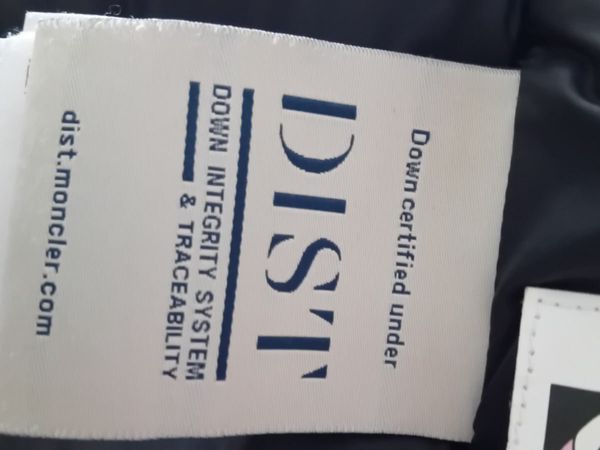 Down certified under
DIST
DOWN INTEGRITY SYSTEM
& TRACEABILITY
dist.moncler.com